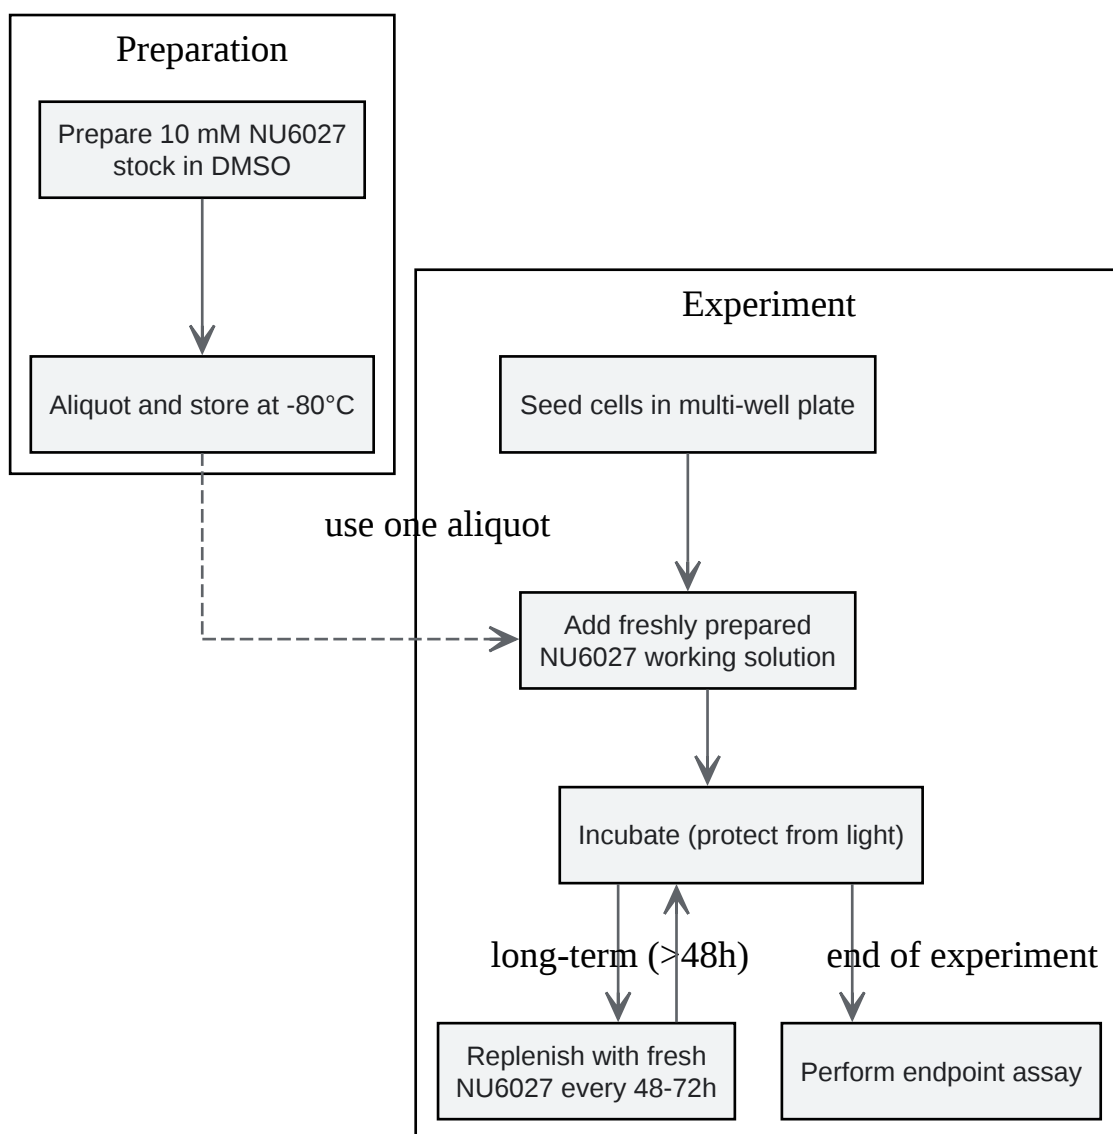 Preparation
Prepare 10 mM NU6027
stock in DMSO
Aliquot and store at -80°C
Experiment
Seed cells in multi-well plate
use one aliquot
Add freshly prepared
NU6027 working solution
Incubate (protect from light)
long-term (>48h)
end of experiment
Replenish with fresh
NU6027 every 48-72h
Perform endpoint assay